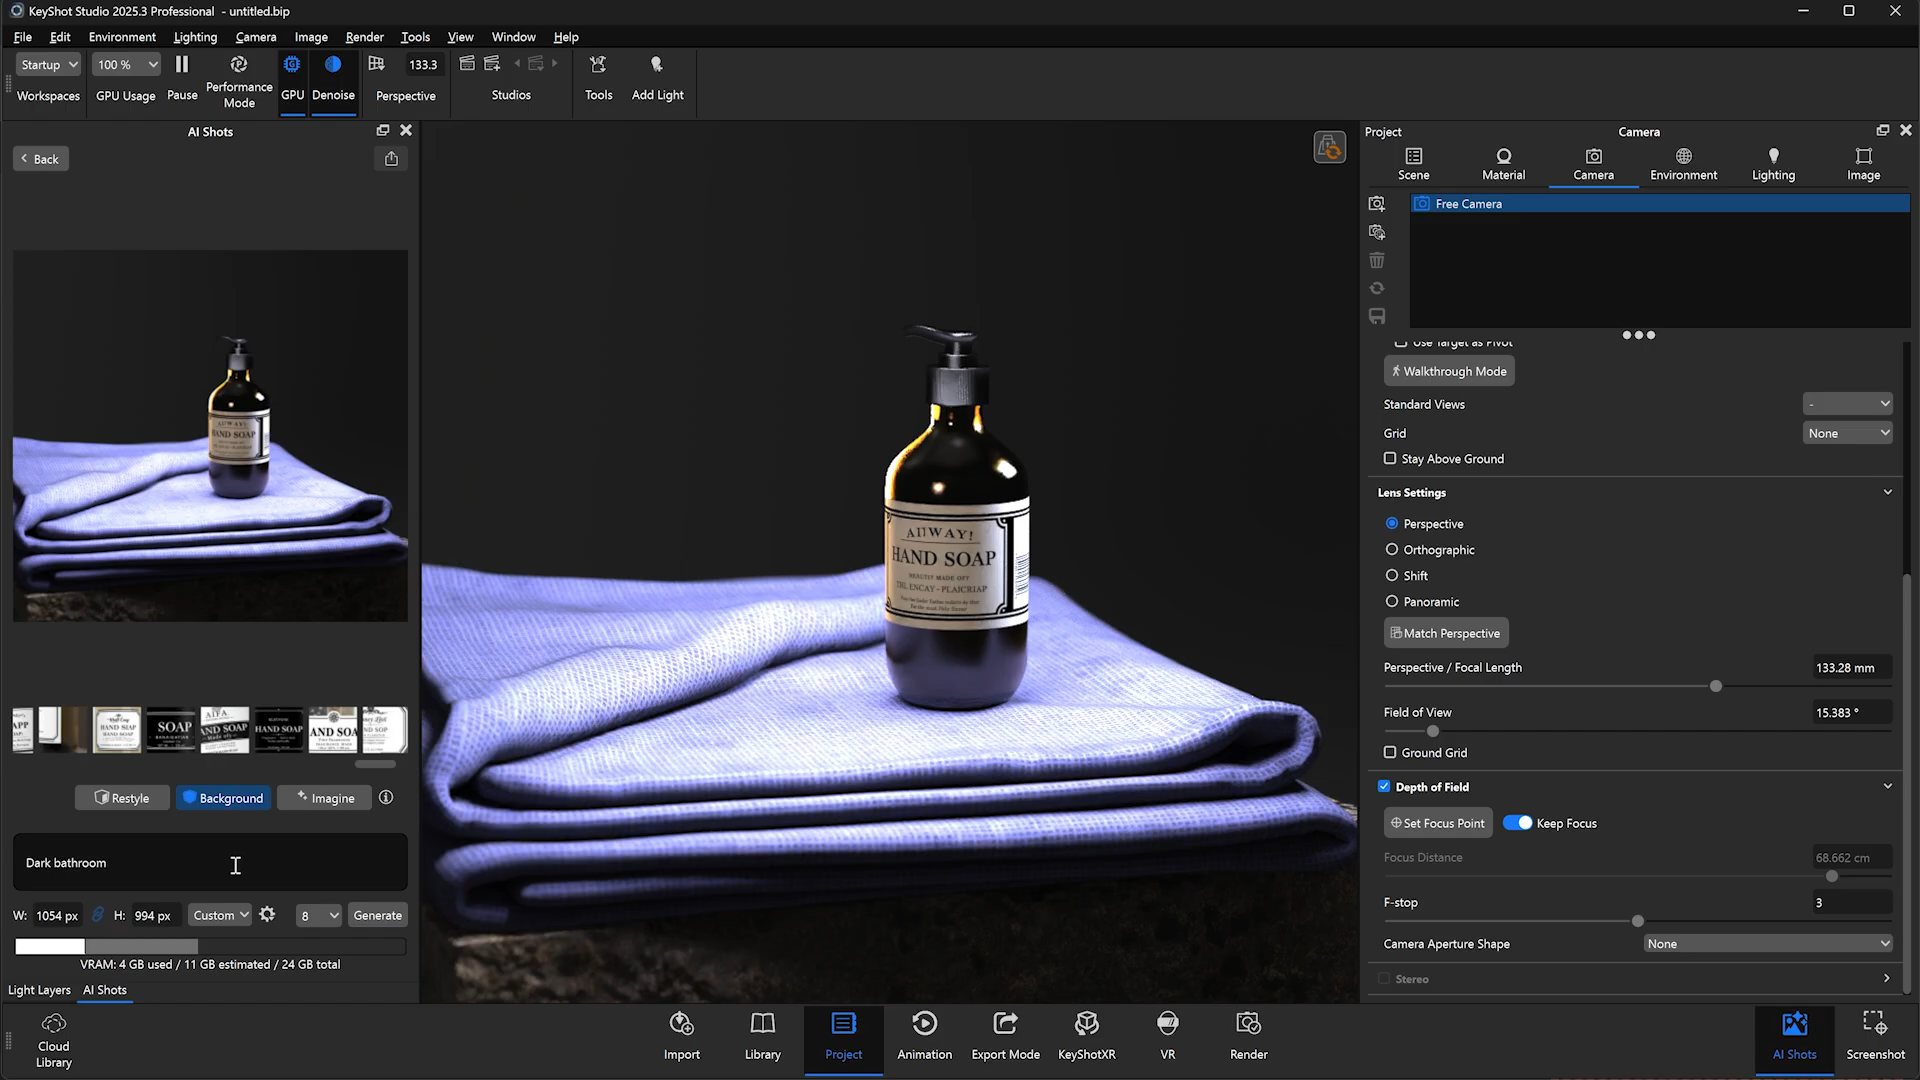 KeyShot Studio 2025.3 Professional - untitled.bip
File Edit Environment Lighting Camera Image Render Tools View Window Help
Startup 100 % 133.3
Workspaces GPU Usage Pause Performance Mode GPU Denoise Perspective Studios Tools Add Light
AI Shots
Back
ALIWAY!
HAND SOAP
SOAP
HAND SOAP
Restyle Background Imagine
Dark bathroom
W: 1054 px H: 994 px Custom 8 Generate
VRAM: 4 GB used / 11 GB estimated / 24 GB total
Light Layers AI Shots
HAND SOAP
Project Camera
Scene Material Camera Environment Lighting Image
Free Camera
Use Target as Pivot
Walkthrough Mode
Standard Views -
Grid None
Stay Above Ground
Lens Settings
Perspective
Orthographic
Shift
Panoramic
Match Perspective
Perspective / Focal Length 133.28 mm
Field of View 15.383 °
Ground Grid
Depth of Field
Set Focus Point Keep Focus
Focus Distance 68.662 cm
F-stop 3
Camera Aperture Shape None
Stereo
Cloud Library
Import Library Project Animation Export Mode KeyShotXR VR Render
AI Shots Screenshot